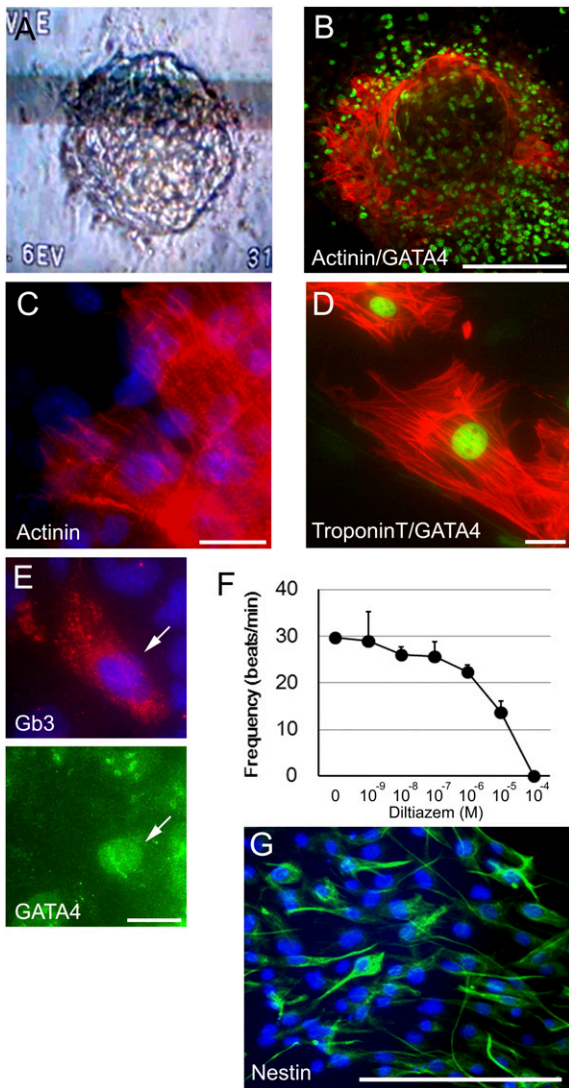 A
VIE
. 6EV
31
B
Actinin/GATA4
C
Actinin
D
TroponinT/GATA4
E
Gb3
GATA4
F
Frequency (beats/min)
40
30
20
10
0
0 10⁻⁹ 10⁻⁸ 10⁻⁷ 10⁻⁶ 10⁻⁵ 10⁻⁴
Diltiazem (M)
G
Nestin